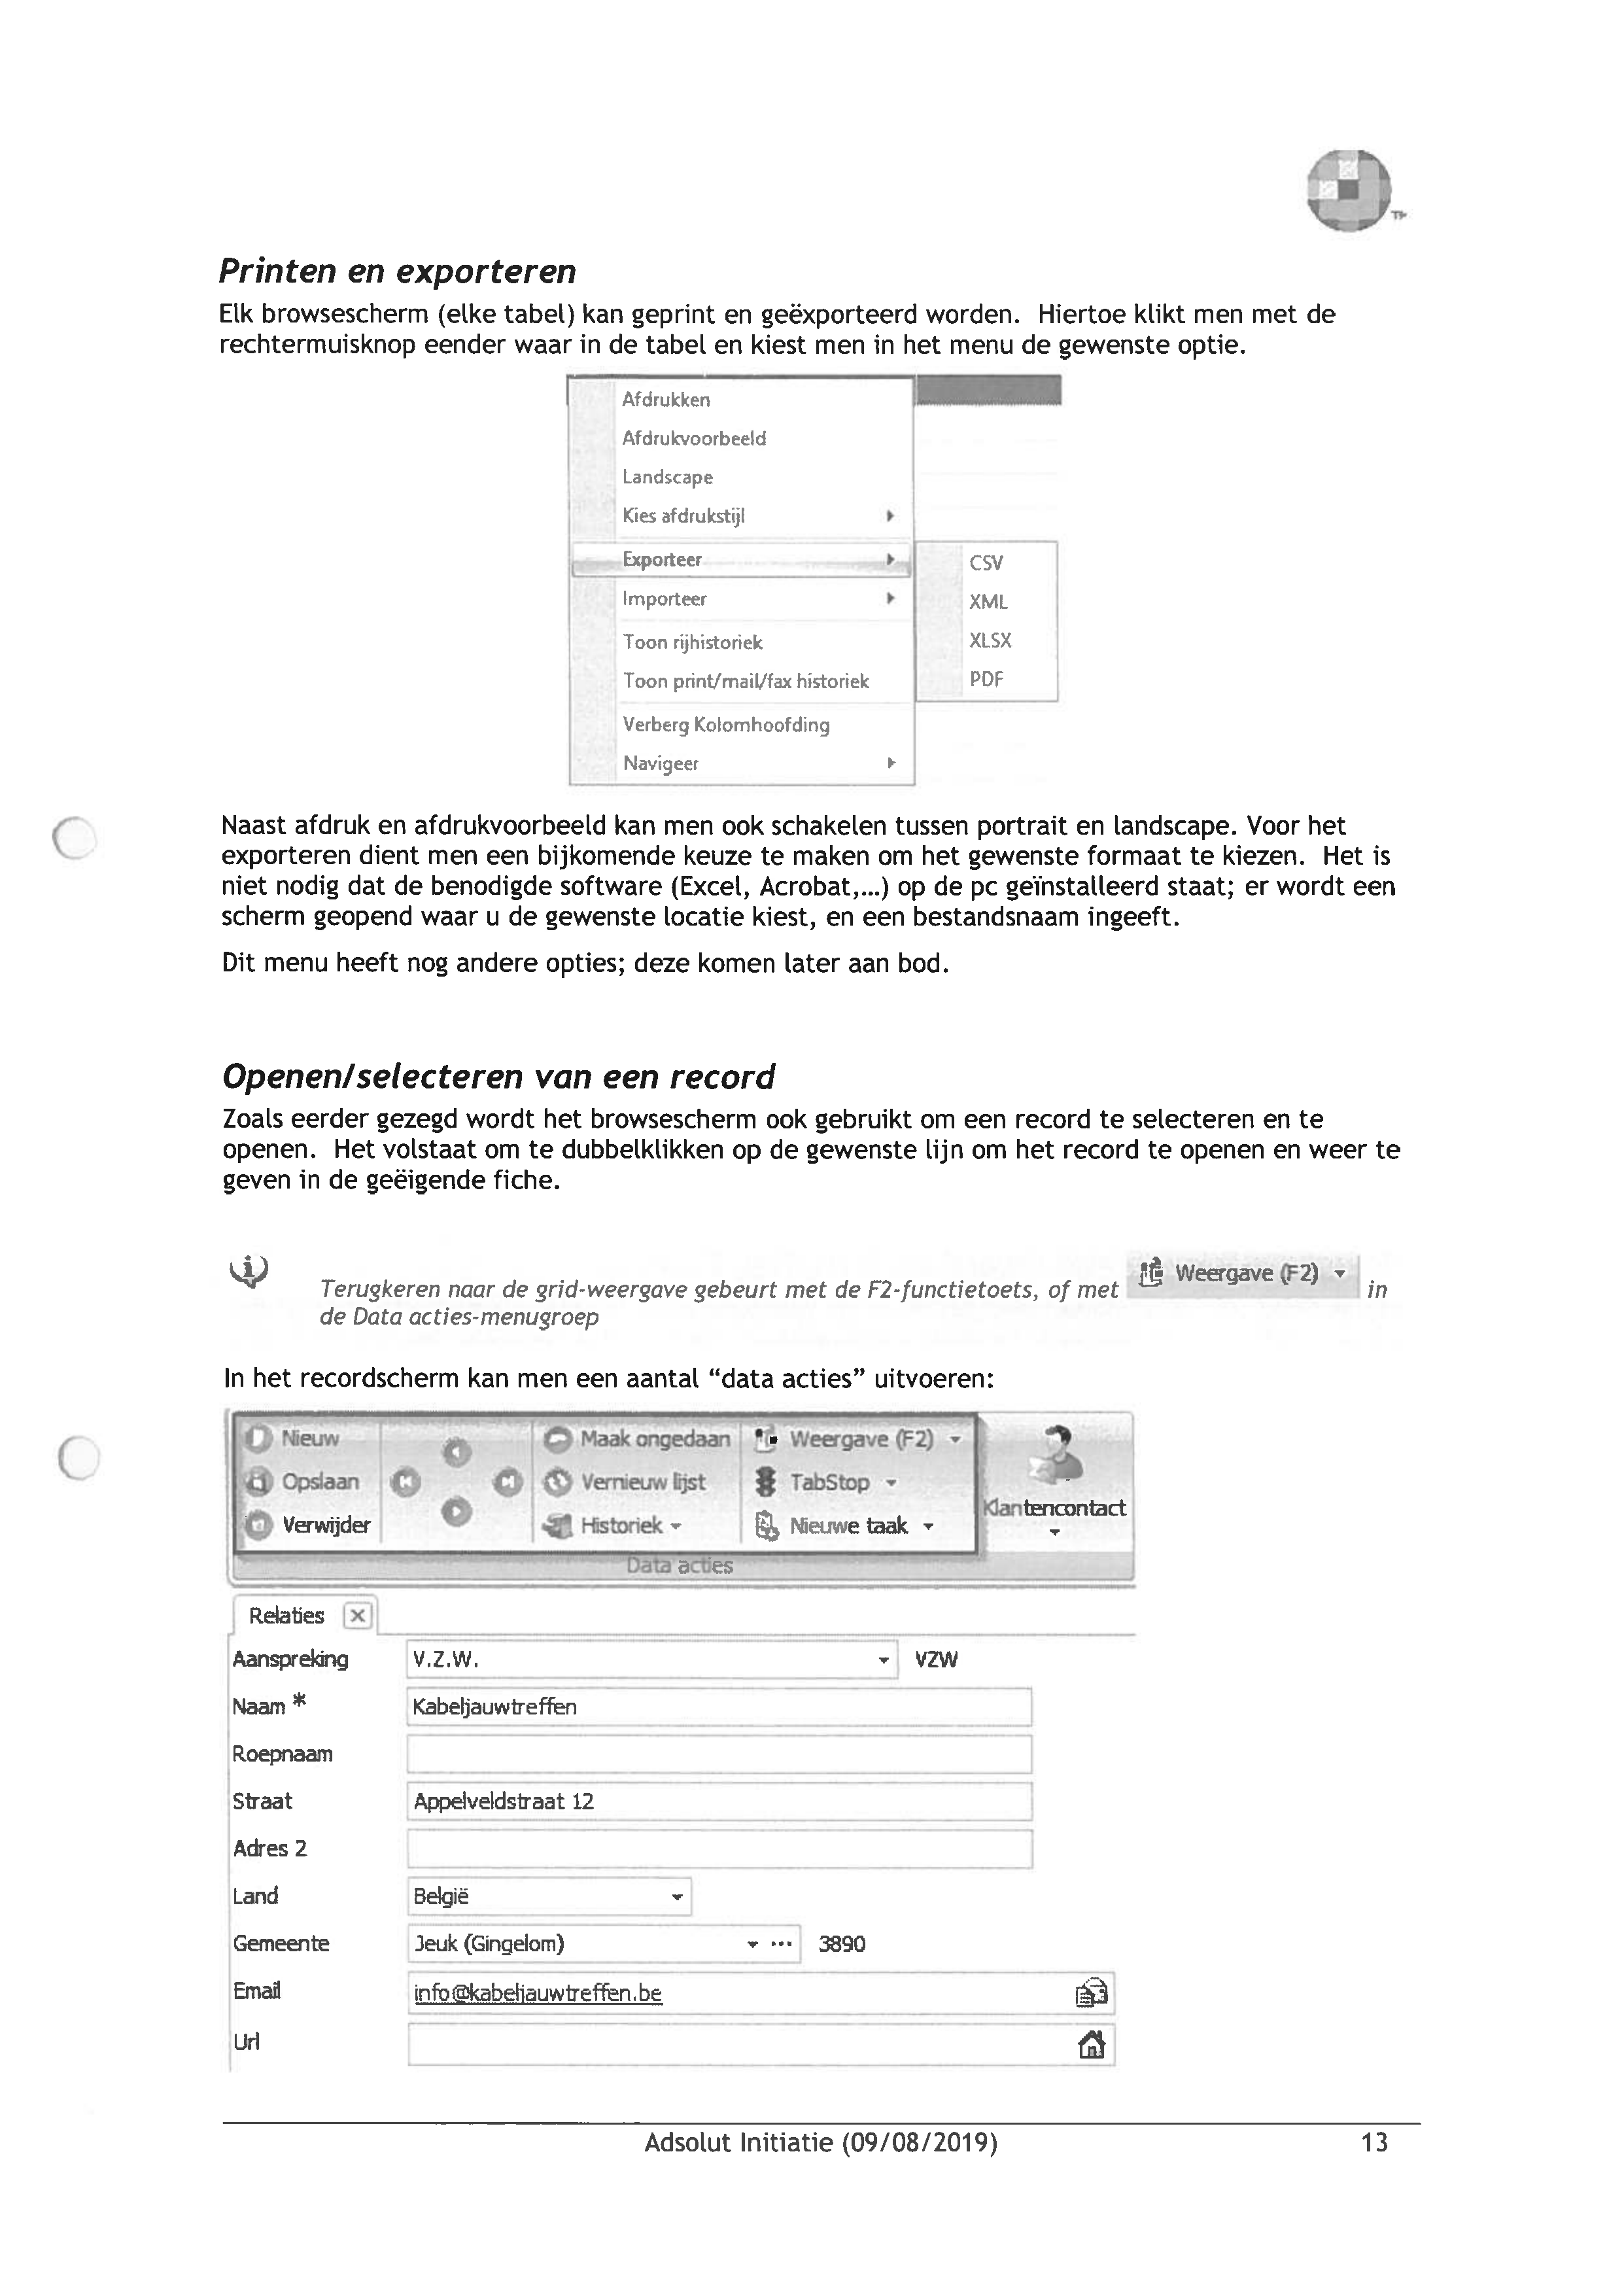 TM
Printen en exporteren
Elk browsescherm (elke tabel) kan geprint en geëxporteerd worden. Hiertoe klikt men met de
rechtermuisknop eender waar in de tabel en kiest men in het menu de gewenste optie.
Afdrukken
Afdrukvoorbeeld
Landscape
Kies afdrukstijl
Exporteer
CSV
Importeer
XML
Toon rijhistoriek
XLSX
Toon print/mail/fax historiek
PDF
Verberg Kolomhoofding
Navigeer
Naast afdruk en afdrukvoorbeeld kan men ook schakelen tussen portrait en landscape. Voor het
exporteren dient men een bijkomende keuze te maken om het gewenste formaat te kiezen. Het is
niet nodig dat de benodigde software (Excel, Acrobat,...) op de pc geïnstalleerd staat; er wordt een
scherm geopend waar u de gewenste locatie kiest, en een bestandsnaam ingeeft.
Dit menu heeft nog andere opties; deze komen later aan bod.
Openen/selecteren van een record
Zoals eerder gezegd wordt het browsescherm ook gebruikt om een record te selecteren en te
openen. Het volstaat om te dubbelklikken op de gewenste lijn om het record te openen en weer te
geven in de geëigende fiche.
Terugkeren naar de grid-weergave gebeurt met de F2-functietoets, of met Weergave (F2) in
de Data acties-menugroep
In het recordscherm kan men een aantal “data acties” uitvoeren:
Nieuw Maak ongedaan Weergave (F2)
Opslaan Vernieuw lijst TabStop
Klantencontact
Verwijder Historiek Nieuwe taak
Data acties
Relaties
Aanspreking V.Z.W. VZW
Naam * Kabeljauwtreffen
Roepnaam
Straat Appelveldstraat 12
Adres 2
Land België
Gemeente Jeuk (Gingelom) ... 3890
Email info@kabeljauwtreffen.be
Url
Adsolut Initiatie (09/08/2019) 13